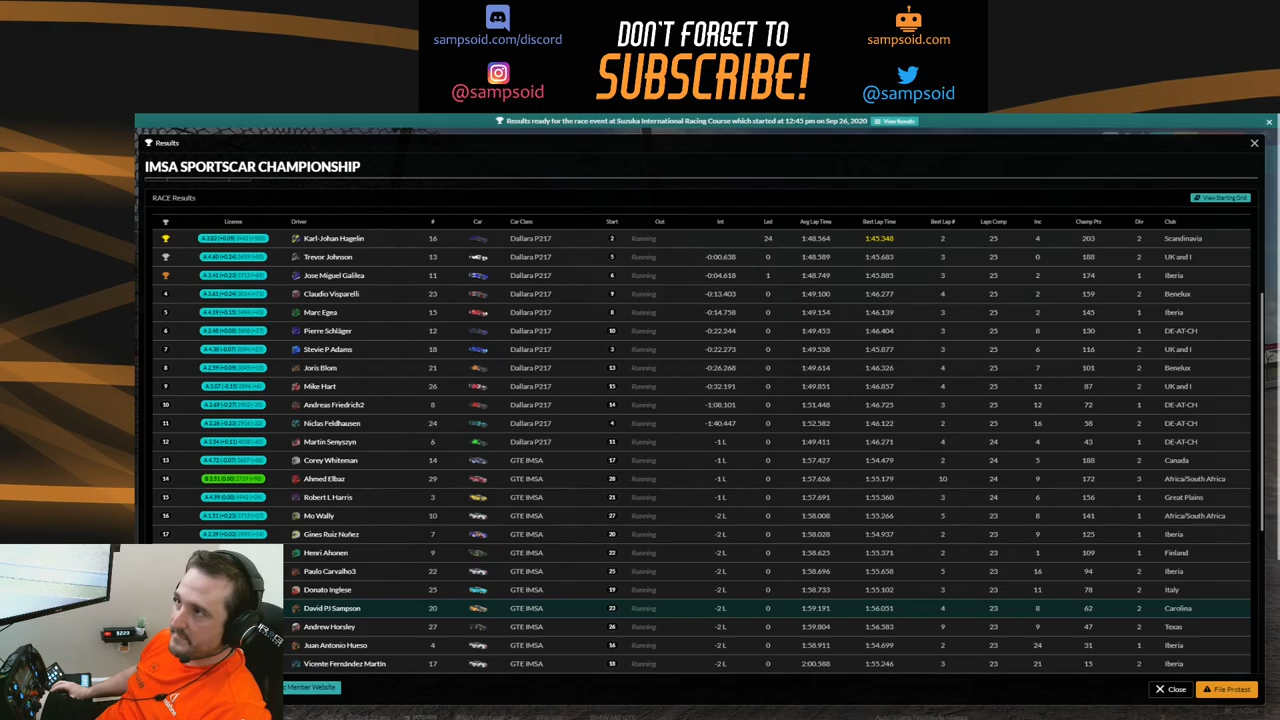 sampsoid.com/discord
@sampsoid
DON'T FORGET TO
SUBSCRIBE!
sampsoid.com
@sampsoid
Results ready for the race event at Suzuka International Racing Course which started at 12:45 pm on Sep 26, 2020 View Results
Results
IMSA SPORTSCAR CHAMPIONSHIP
RACE Results View Starting Grid
License Driver # Car Car Class Start Out Int Led Avg Lap Time Best Lap Time Best Lap # Laps Comp Inc Champ Pts Div Club
Karl-Johan Hagelin 16 Dallara P217 2 Running 24 1:48.564 1:45.348 2 25 4 203 2 Scandinavia
Trevor Johnson 13 Dallara P217 5 Running -0:00.638 0 1:48.589 1:45.683 3 25 0 188 2 UK and I
Jose Miguel Galilea 11 Dallara P217 6 Running -0:04.618 1 1:48.749 1:45.885 3 25 2 174 1 Iberia
4 Claudio Visparelli 23 Dallara P217 9 Running -0:13.403 0 1:49.100 1:46.277 4 25 0 159 2 Benelux
5 Marc Egea 15 Dallara P217 8 Running -0:14.758 0 1:49.154 1:46.139 3 25 2 145 1 Iberia
6 Pierre Schläger 12 Dallara P217 10 Running -0:22.244 0 1:49.453 1:46.404 3 25 8 130 1 DE-AT-CH
7 Stevie P Adams 18 Dallara P217 3 Running -0:22.273 0 1:49.538 1:45.877 3 25 6 116 2 UK and I
8 Joris Blom 21 Dallara P217 13 Running -0:26.268 0 1:49.614 1:46.326 4 25 7 101 2 Benelux
9 Mike Hart 26 Dallara P217 15 Running -0:32.191 0 1:49.851 1:46.857 4 25 12 87 2 UK and I
10 Andreas Friedrich2 8 Dallara P217 14 Running -1:08.101 0 1:51.448 1:46.725 3 25 12 72 1 DE-AT-CH
11 Niclas Feldhausen 24 Dallara P217 4 Running -1:40.447 0 1:52.582 1:46.122 3 25 16 58 2 DE-AT-CH
12 Martin Senyszyn 6 Dallara P217 11 Running -1 L 0 1:49.411 1:46.271 4 24 4 43 1 DE-AT-CH
13 Corey Whiteman 14 GTE IMSA 17 Running -1 L 0 1:57.427 1:54.479 2 24 5 188 2 Canada
14 Ahmed Elbaz 29 GTE IMSA 28 Running -1 L 0 1:57.626 1:55.179 10 24 9 172 3 Africa/South Africa
15 Robert L Harris 3 GTE IMSA 21 Running -1 L 0 1:57.691 1:55.360 3 24 6 156 1 Great Plains
16 Mo Wally 10 GTE IMSA 27 Running -2 L 0 1:58.008 1:55.266 5 23 8 141 2 Africa/South Africa
17 Gines Ruiz Nuñez 7 GTE IMSA 20 Running -2 L 0 1:58.028 1:54.937 2 23 9 125 1 Iberia
Henri Ahonen 9 GTE IMSA 22 Running -2 L 0 1:58.625 1:55.371 2 23 1 109 2 Finland
Paulo Carvalho3 22 GTE IMSA 25 Running -2 L 0 1:58.696 1:55.658 5 23 16 94 2 Iberia
Donato Inglese 25 GTE IMSA 19 Running -2 L 0 1:58.733 1:55.102 3 23 11 78 2 Italy
David PJ Sampson 20 GTE IMSA 23 Running -2 L 0 1:59.191 1:56.051 4 23 8 62 2 Carolina
Andrew Horsley 27 GTE IMSA 26 Running -2 L 0 1:59.804 1:56.583 9 23 9 47 2 Texas
Juan Antonio Hueso 4 GTE IMSA 16 Running -2 L 0 1:58.911 1:54.699 4 23 24 31 1 Iberia
Vicente Fernández Martín 17 GTE IMSA 18 Running -2 L 0 2:00.588 1:55.246 3 23 21 15 2 Iberia
Member Website
Close File Protest